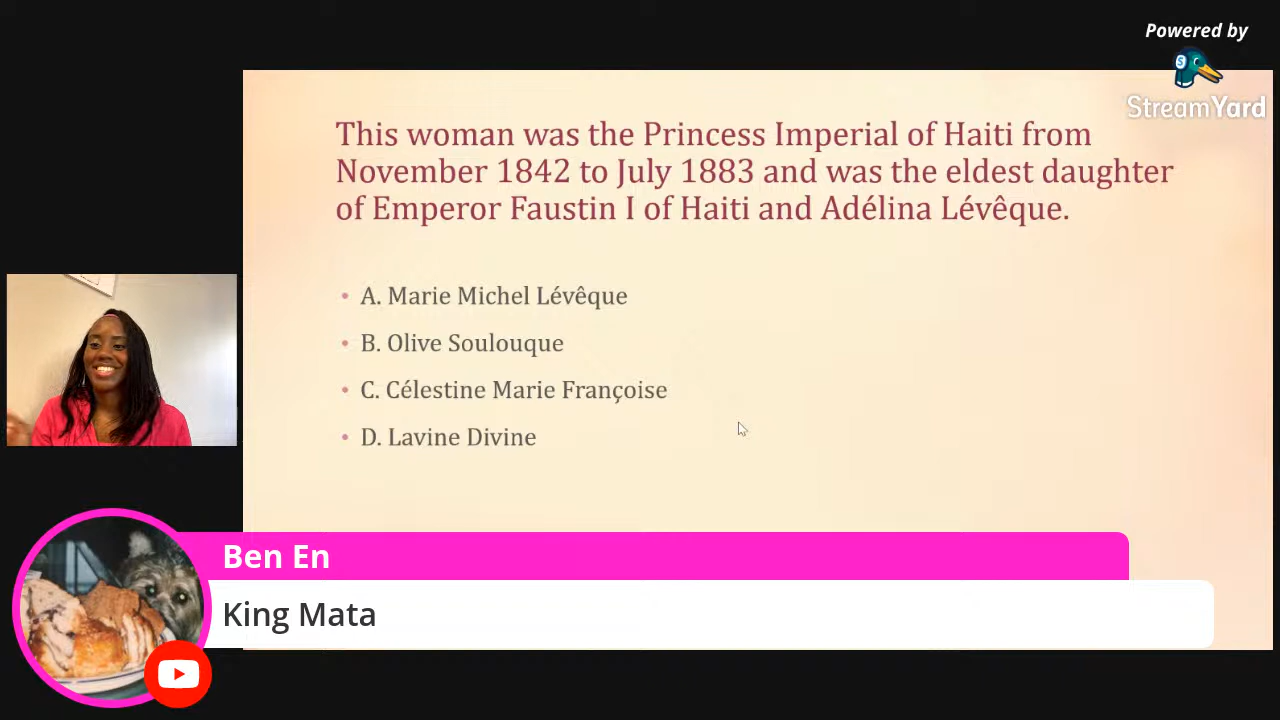 Powered by
StreamYard
This woman was the Princess Imperial of Haiti from
November 1842 to July 1883 and was the eldest daughter
of Emperor Faustin I of Haiti and Adélina Lévêque.
• A. Marie Michel Lévêque
• B. Olive Soulouque
• C. Célestine Marie Françoise
• D. Lavine Divine
Ben En
King Mata